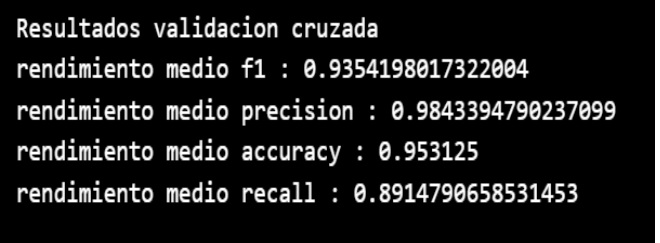 Resultados validacion cruzada
rendimiento medio f1 : 0.9354198017322004
rendimiento medio precision : 0.9843394790237099
rendimiento medio accuracy : 0.953125
rendimiento medio recall : 0.8914790658531453